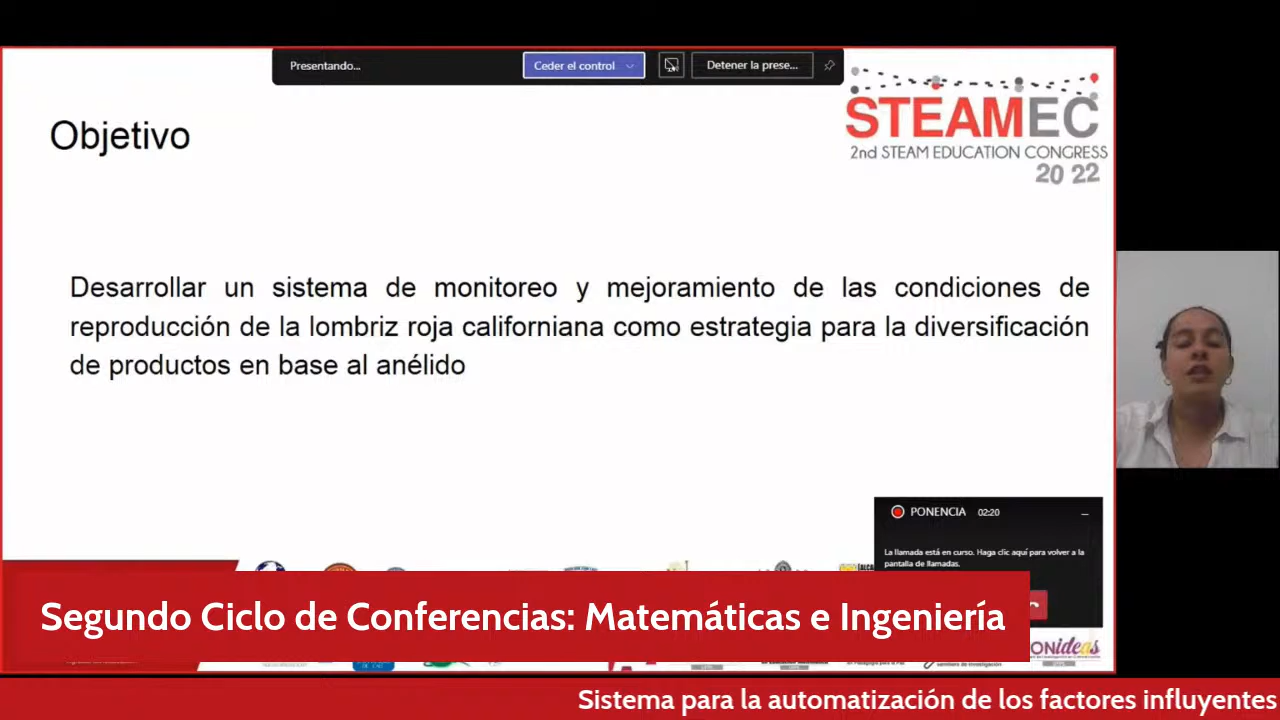 Presentando...
Ceder el control
Detener la prese...
STEAMEC
2nd STEAM EDUCATION CONGRESS
20 22
Objetivo
Desarrollar un sistema de monitoreo y mejoramiento de las condiciones de
reproducción de la lombriz roja californiana como estrategia para la diversificación
de productos en base al anélido
PONENCIA 02:20
La llamada está en curso. Haga clic aquí para volver a la
pantalla de llamadas.
Segundo Ciclo de Conferencias: Matemáticas e Ingeniería
ONideas
Sistema para la automatización de los factores influyentes